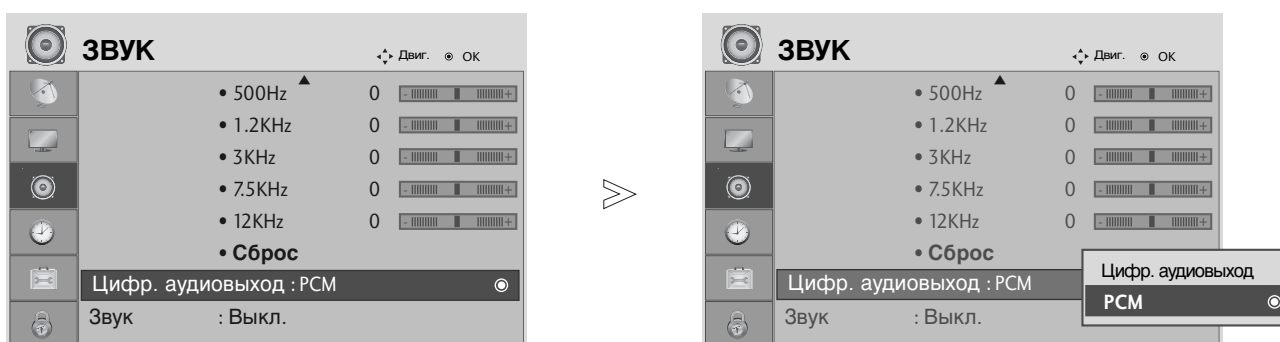 ЗВУК
Двиг. ОК
• 500Hz 0 - +
• 1.2KHz 0 - +
• 3KHz 0 - +
• 7.5KHz 0 - +
• 12KHz 0 - +
• Сброс
Цифр. аудиовыход : PCM
Звук : Выкл.
ЗВУК
Двиг. ОК
• 500Hz 0 - +
• 1.2KHz 0 - +
• 3KHz 0 - +
• 7.5KHz 0 - +
• 12KHz 0 - +
• Сброс
Цифр. аудиовыход : PCM
Звук : Выкл.
Цифр. аудиовыход
PCM